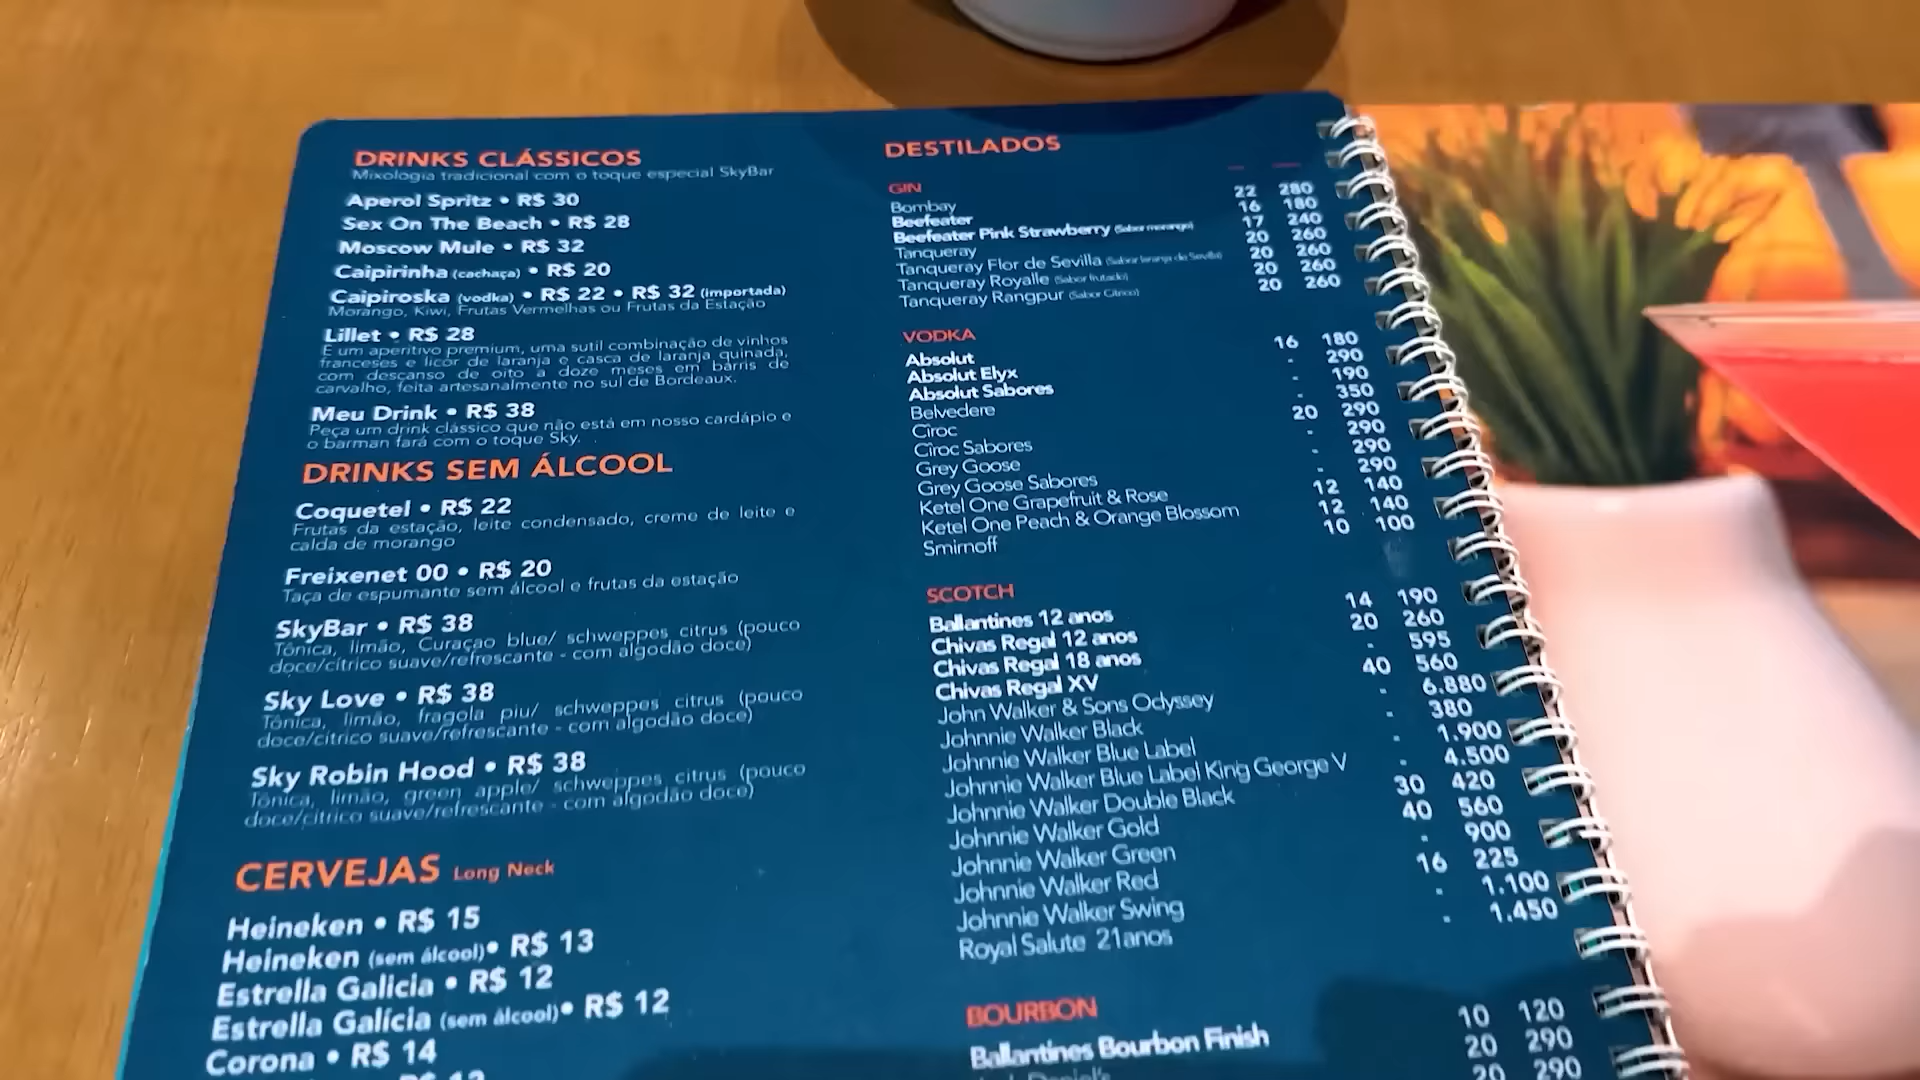 DRINKS CLÁSSICOS
Mixologia tradicional com o toque especial SkyBar
Aperol Spritz • R$ 30
Sex On The Beach • R$ 28
Moscow Mule • R$ 32
Caipirinha (cachaça) • R$ 20
Caipiroska (vodka) • R$ 22 • R$ 32 (importada)
Morango, Kiwi, Frutas Vermelhas ou Frutas da Estação
Lillet • R$ 28
É um aperitivo premium, uma sutil combinação de vinhos
franceses e licor de laranja e casca de laranja quinada,
com descanso de oito a doze meses em barris de
carvalho, feita artesanalmente no sul de Bordeaux.
Meu Drink • R$ 38
Peça um drink clássico que não está em nosso cardápio e
o barman fará com o toque Sky.
DRINKS SEM ÁLCOOL
Coquetel • R$ 22
Frutas da estação, leite condensado, creme de leite e
calda de morango
Freixenet 00 • R$ 20
Taça de espumante sem álcool e frutas da estação
SkyBar • R$ 38
Tônica, limão, Curaçao blue/ schweppes citrus (pouco
doce/cítrico suave/refrescante - com algodão doce)
Sky Love • R$ 38
Tônica, limão, fragola piu/ schweppes citrus (pouco
doce/cítrico suave/refrescante - com algodão doce)
Sky Robin Hood • R$ 38
Tônica, limão, green apple/ schweppes citrus (pouco
doce/cítrico suave/refrescante - com algodão doce)
CERVEJAS Long Neck
Heineken • R$ 15
Heineken (sem álcool)• R$ 13
Estrella Galicia • R$ 12
Estrella Galícia (sem álcool)• R$ 12
Corona • R$ 14
DESTILADOS
GIN
Bombay 22 280
Beefeater 16 180
Beefeater Pink Strawberry (Sabor morango) 17 240
Tanqueray 20 260
Tanqueray Flor de Sevilla (Sabor laranja de Sevilla) 20 260
Tanqueray Royalle (Sabor frutado) 20 260
Tanqueray Rangpur (Sabor Cítrico) 20 260
VODKA
Absolut 16 180
Absolut Elyx - 290
Absolut Sabores - 190
Belvedere - 350
Cîroc 20 290
Cîroc Sabores - 290
Grey Goose - 290
Grey Goose Sabores - 290
Ketel One Grapefruit & Rose 12 140
Ketel One Peach & Orange Blossom 12 140
Smirnoff 10 100
SCOTCH
Ballantines 12 anos 14 190
Chivas Regal 12 anos 20 260
Chivas Regal 18 anos - 595
Chivas Regal XV 40 560
John Walker & Sons Odyssey - 6.880
Johnnie Walker Black - 380
Johnnie Walker Blue Label - 1.900
Johnnie Walker Blue Label King George V - 4.500
Johnnie Walker Double Black 30 420
Johnnie Walker Gold 40 560
Johnnie Walker Green - 900
Johnnie Walker Red 16 225
Johnnie Walker Swing - 1.100
Royal Salute 21anos - 1.450
BOURBON
Ballantines Bourbon Finish 10 120
20 290
20 290